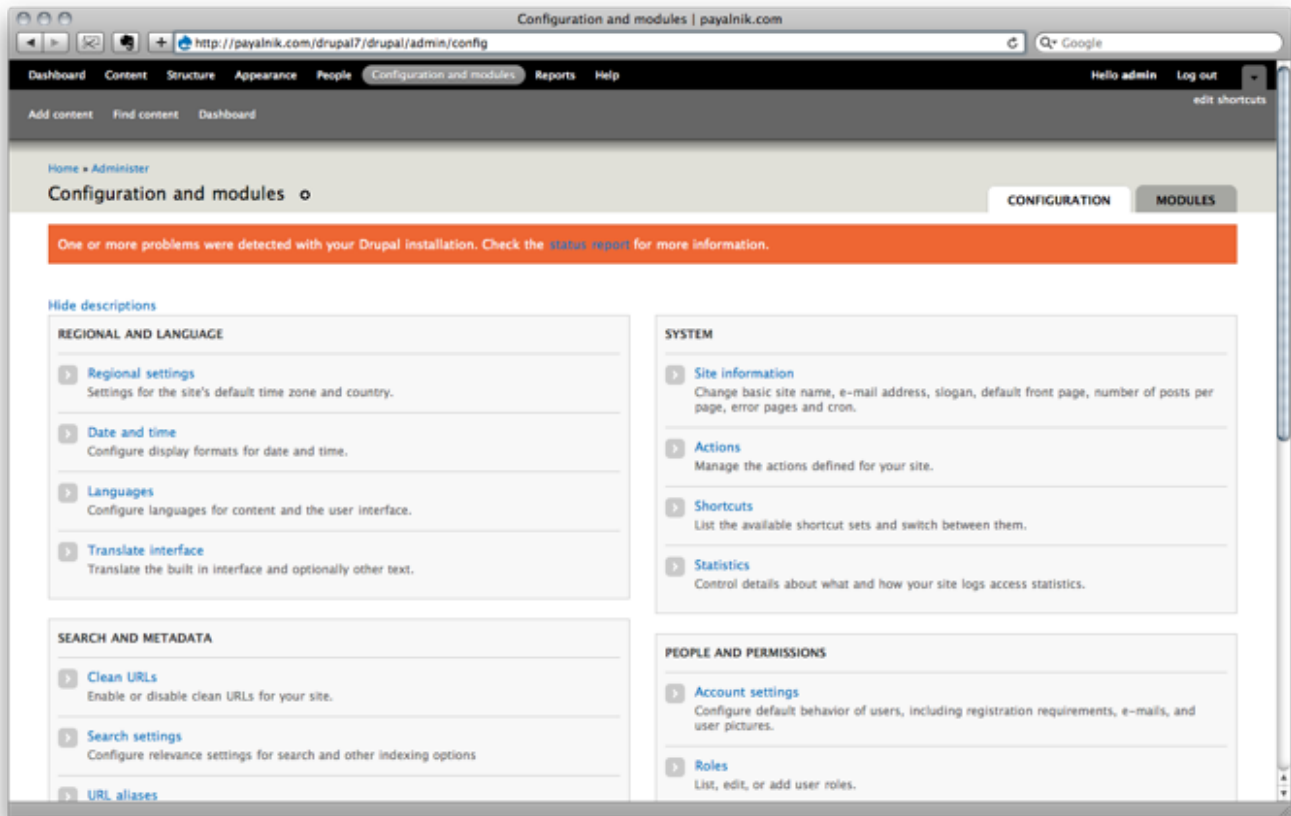 Configuration and modules | payalnik.com
http://payalnik.com/drupal7/drupal/admin/config
Google
Dashboard Content Structure Appearance People Configuration and modules Reports Help Hello admin Log out
edit shortcuts
Add content Find content Dashboard
Home » Administer
Configuration and modules
CONFIGURATION MODULES
One or more problems were detected with your Drupal installation. Check the status report for more information.
Hide descriptions
REGIONAL AND LANGUAGE
Regional settings
Settings for the site's default time zone and country.
Date and time
Configure display formats for date and time.
Languages
Configure languages for content and the user interface.
Translate interface
Translate the built in interface and optionally other text.
SEARCH AND METADATA
Clean URLs
Enable or disable clean URLs for your site.
Search settings
Configure relevance settings for search and other indexing options
URL aliases
SYSTEM
Site information
Change basic site name, e-mail address, slogan, default front page, number of posts per
page, error pages and cron.
Actions
Manage the actions defined for your site.
Shortcuts
List the available shortcut sets and switch between them.
Statistics
Control details about what and how your site logs access statistics.
PEOPLE AND PERMISSIONS
Account settings
Configure default behavior of users, including registration requirements, e-mails, and
user pictures.
Roles
List, edit, or add user roles.